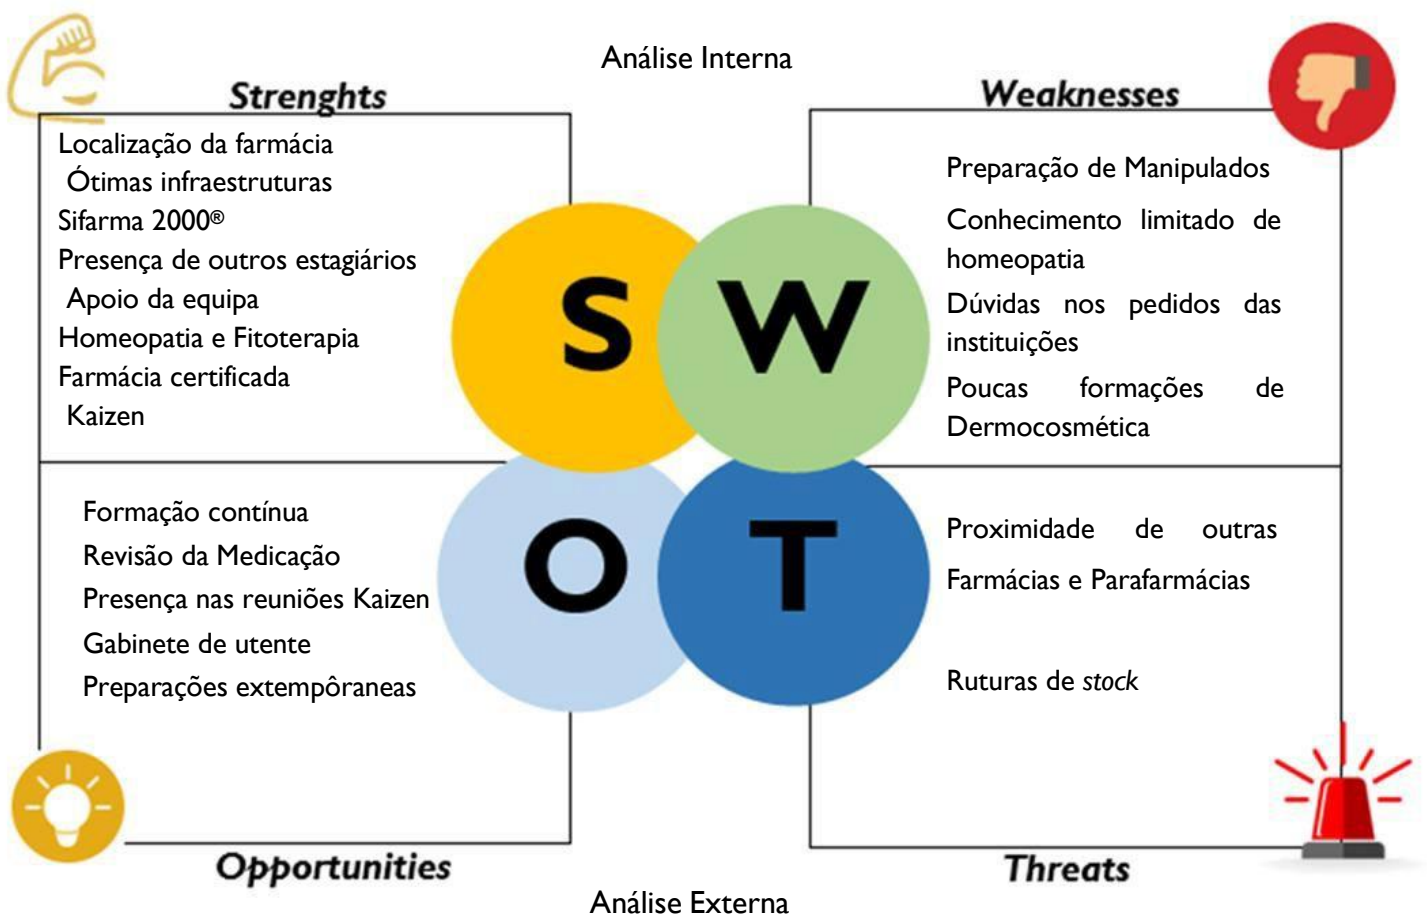 Análise Interna
Strenghts
Localização da farmácia
Ótimas infraestruturas
Sifarma 2000®
Presença de outros estagiários
Apoio da equipa
Homeopatia e Fitoterapia
Farmácia certificada
Kaizen
Weaknesses
Preparação de Manipulados
Conhecimento limitado de
homeopatia
Dúvidas nos pedidos das
instituições
Poucas formações de
Dermocosmética
S
W
O
T
Formação contínua
Revisão da Medicação
Presença nas reuniões Kaizen
Gabinete de utente
Preparações extempôraneas
Opportunities
Proximidade de outras
Farmácias e Parafarmácias
Ruturas de stock
Threats
Análise Externa